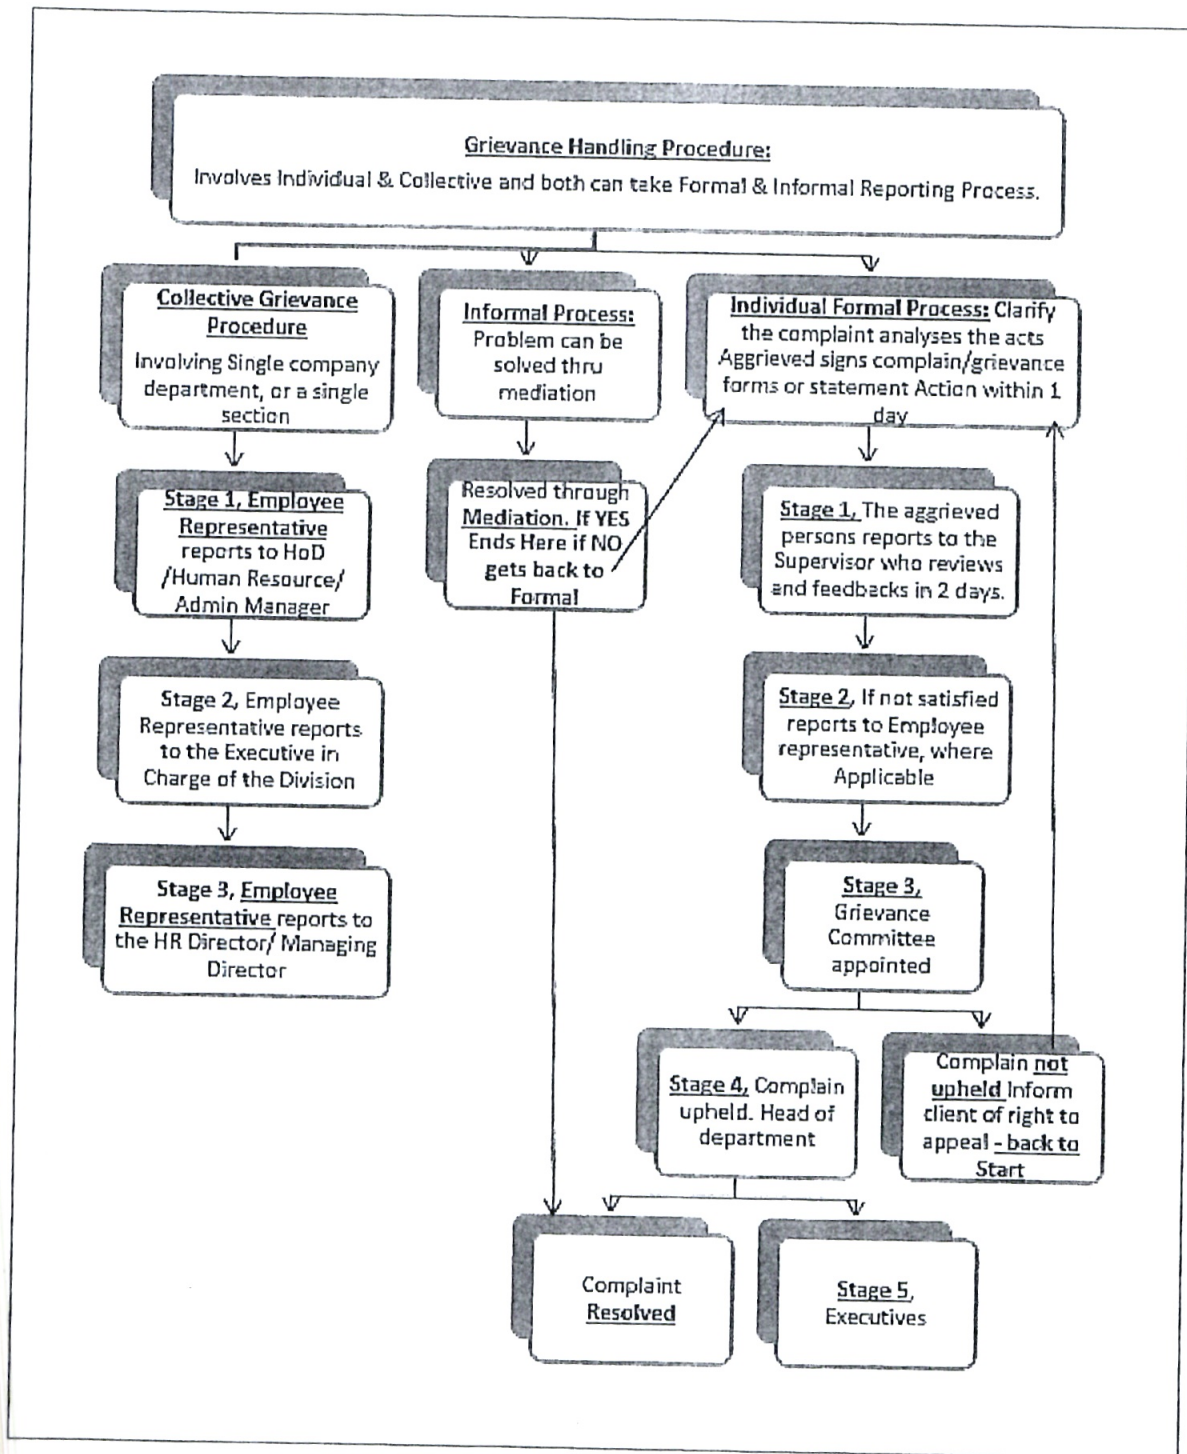 Grievance Handling Procedure:
Involves Individual & Collective and both can take Formal & Informal Reporting Process.
Collective Grievance
Procedure
Involving Single company
department, or a single
section
Informal Process:
Problem can be
solved thru
mediation
Individual Formal Process: Clarify
the complaint analyses the acts
Aggrieved signs complain/grievance
forms or statement Action within 1
day
Stage 1, Employee
Representative
reports to HoD
/Human Resource/
Admin Manager
Resolved through
Mediation. If YES
Ends Here if NO
gets back to
Formal
Stage 1, The aggrieved
persons reports to the
Supervisor who reviews
and feedbacks in 2 days.
Stage 2, Employee
Representative reports
to the Executive in
Charge of the Division
Stage 2, If not satisfied
reports to Employee
representative, where
Applicable
Stage 3, Employee
Representative reports to
the HR Director/ Managing
Director
Stage 3,
Grievance
Committee
appointed
Stage 4, Complain
upheld. Head of
department
Complain not
upheld Inform
client of right to
appeal - back to
Start
Complaint
Resolved
Stage 5,
Executives